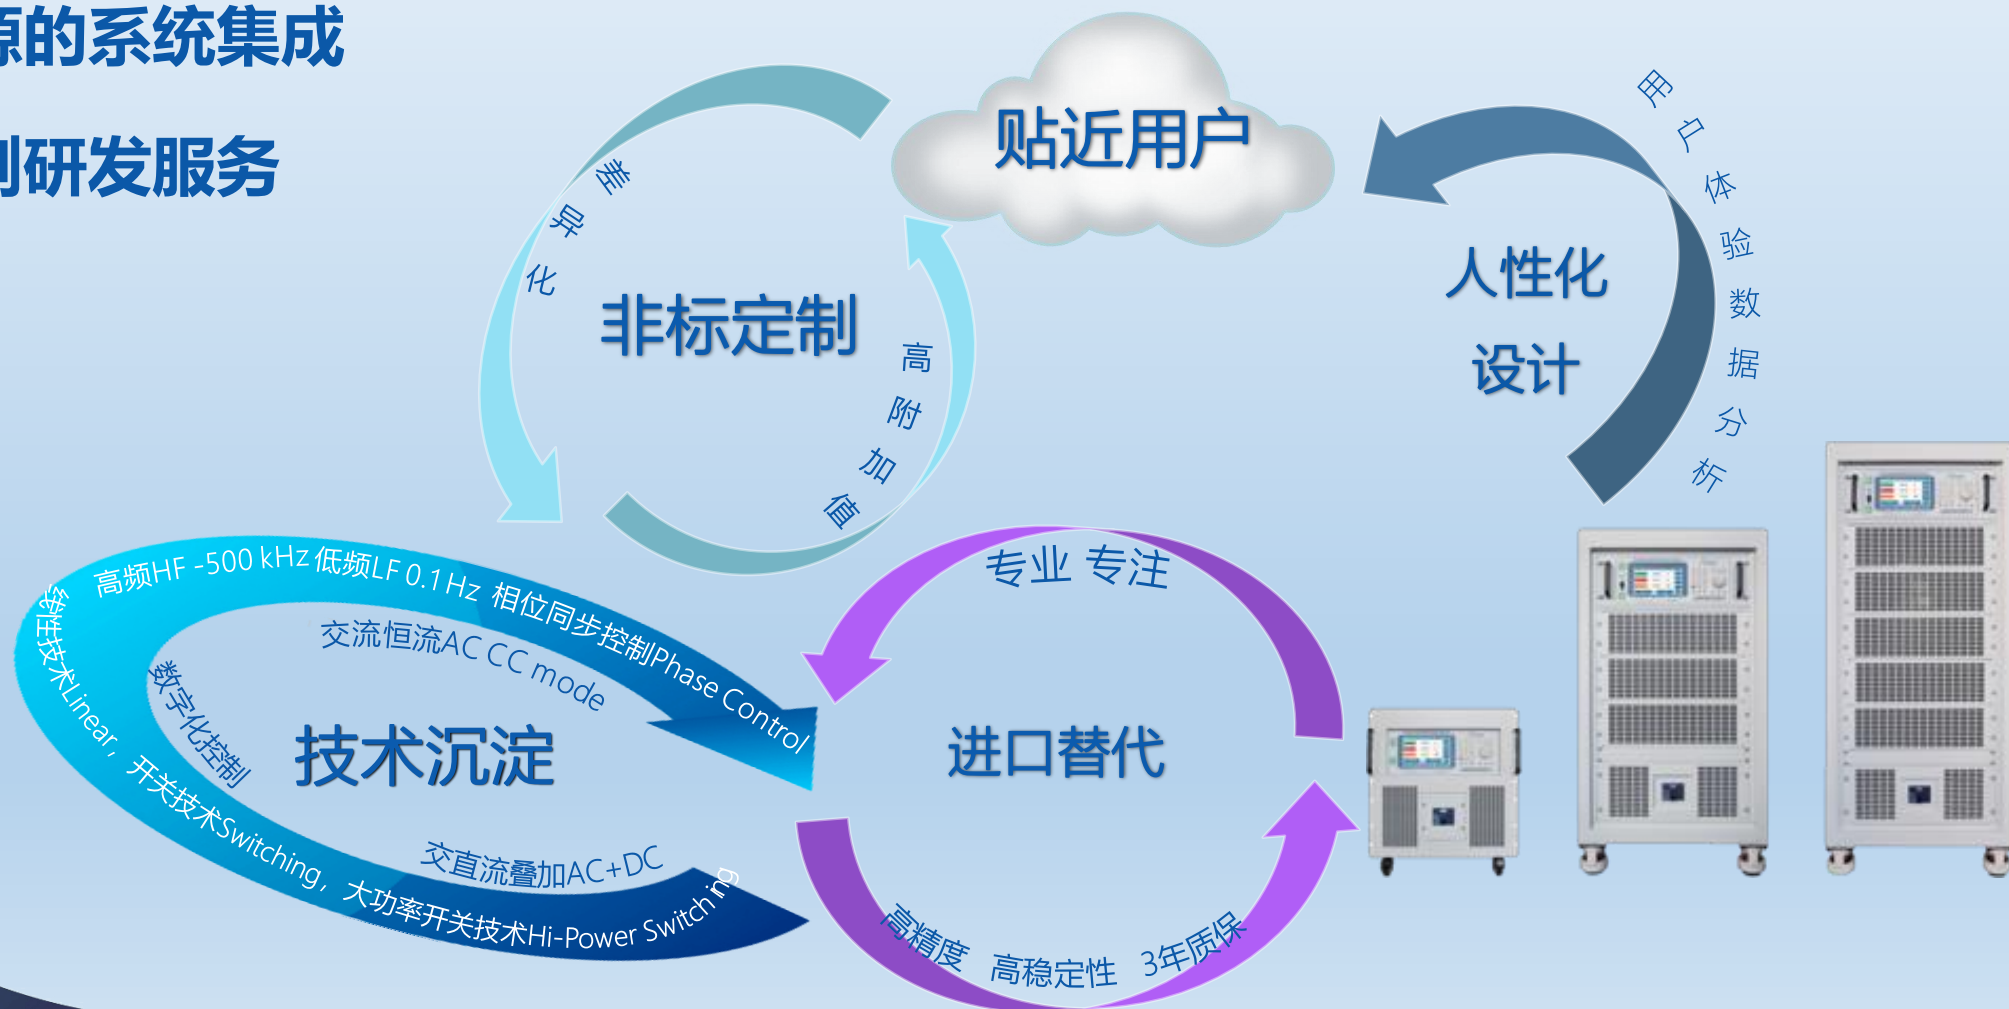 源的系统集成
制研发服务
贴近用户
用户体验数据分析
人性化
设计
差异化
非标定制
高附加值
高频HF -500 kHz 低频LF 0.1 Hz 相位同步控制Phase Control
线性技术Linear，开关技术Switching，大功率开关技术Hi-Power Switching
交流恒流AC CC mode
数字化控制
技术沉淀
交直流叠加AC+DC
专业 专注
进口替代
高精度 高稳定性 3年质保